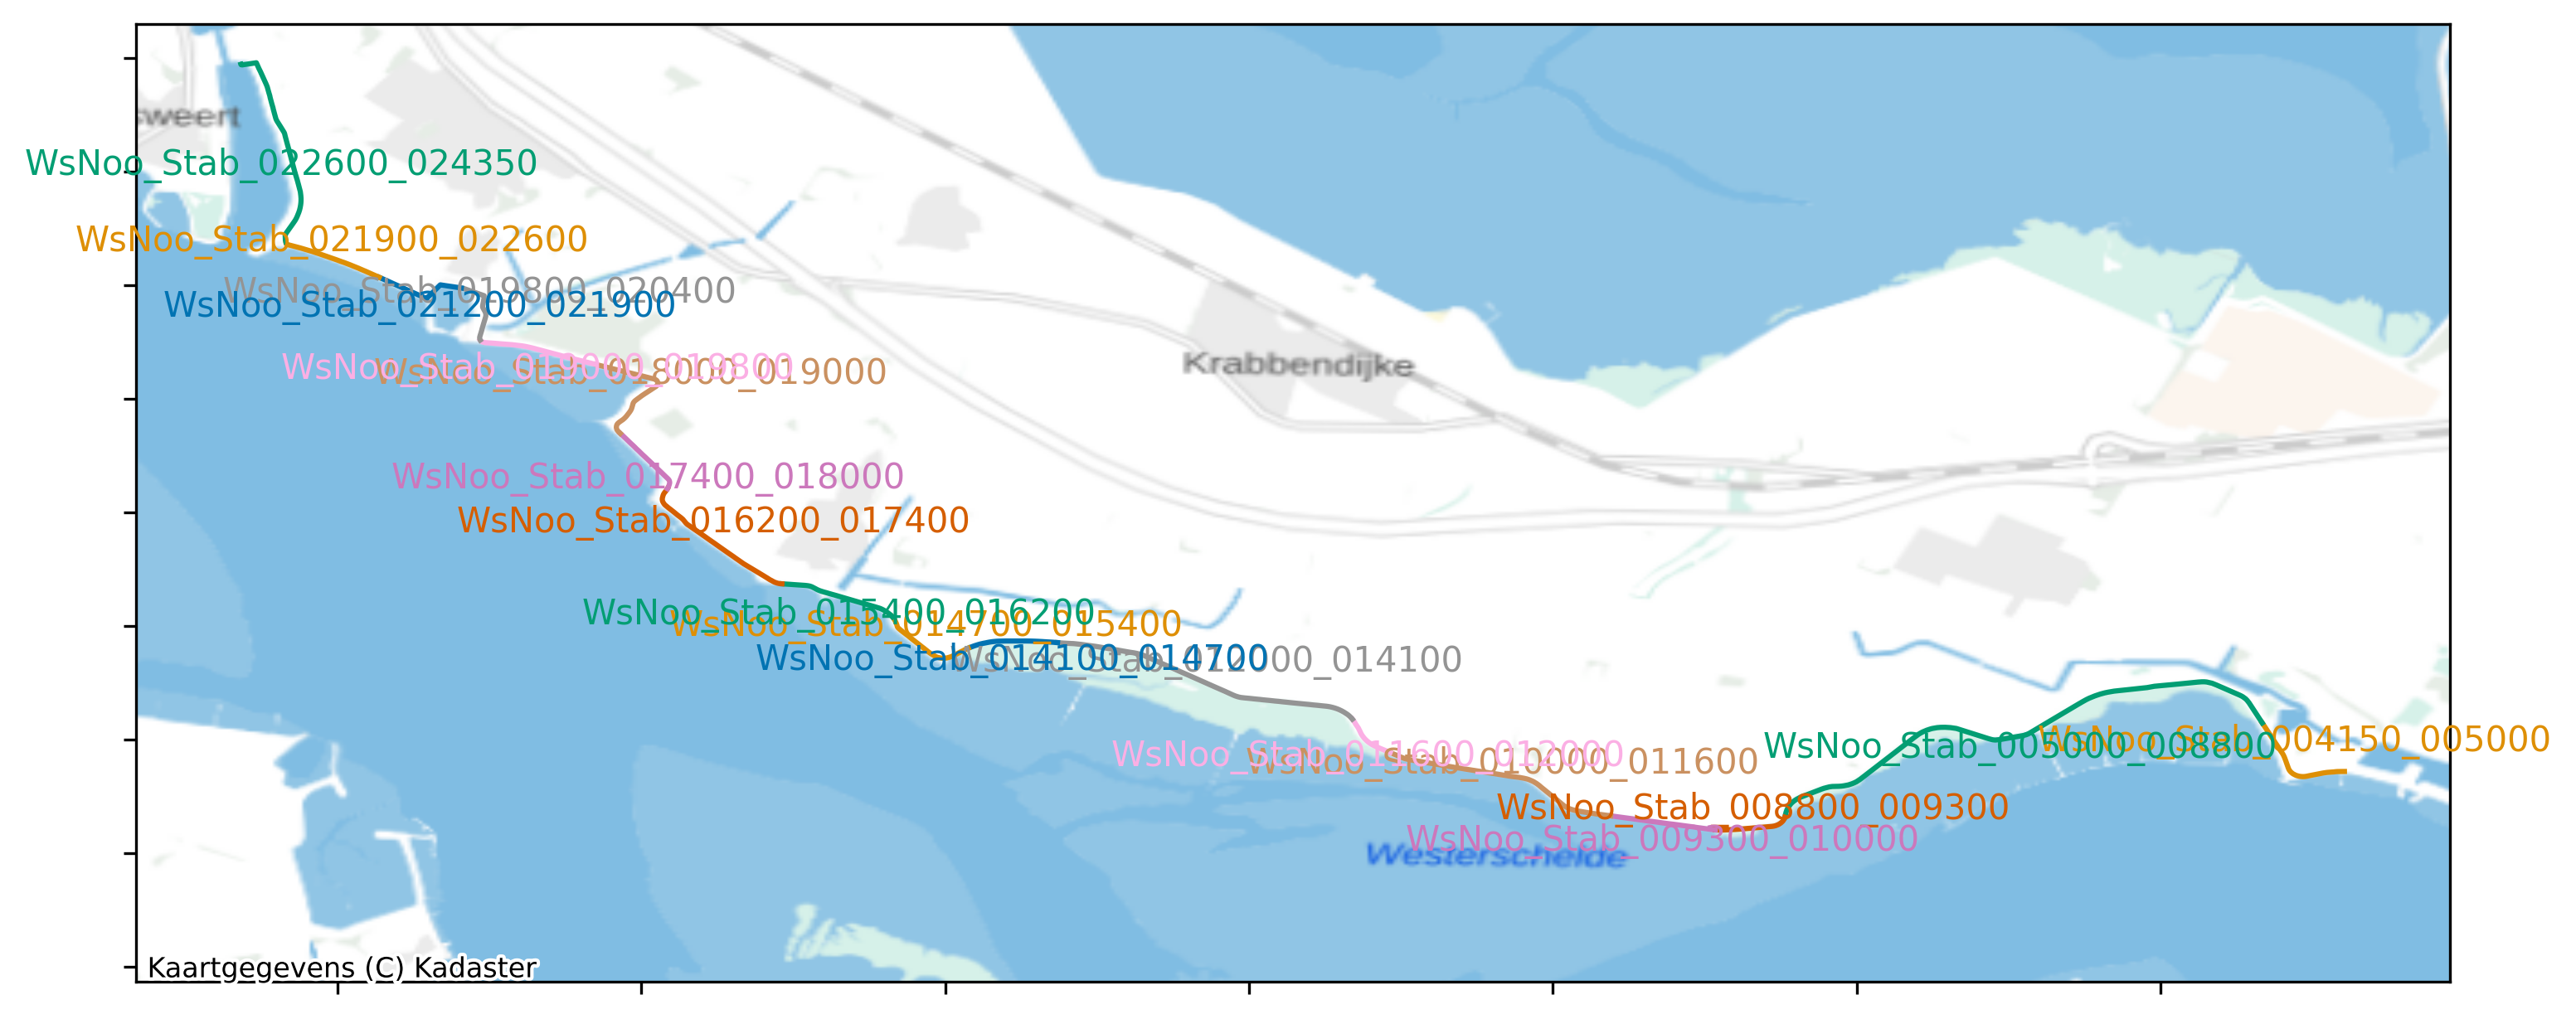 sweert
WsNoo_Stab_022600_024350
WsNoo_Stab_021900_022600
WsNoo_Stab_019800_020400
WsNoo_Stab_021200_021900
WsNoo_Stab_019000_019800
WsNoo_Stab_018000_019000
Krabbendijke
WsNoo_Stab_017400_018000
WsNoo_Stab_016200_017400
WsNoo_Stab_015400_016200
WsNoo_Stab_014700_015400
WsNoo_Stab_014100_014700
WsNoo_Stab_012000_014100
WsNoo_Stab_004150_005000
WsNoo_Stab_005000_008800
WsNoo_Stab_011600_012000
WsNoo_Stab_010000_011600
WsNoo_Stab_008800_009300
WsNoo_Stab_009300_010000
Westerschelde
Kaartgegevens (C) Kadaster